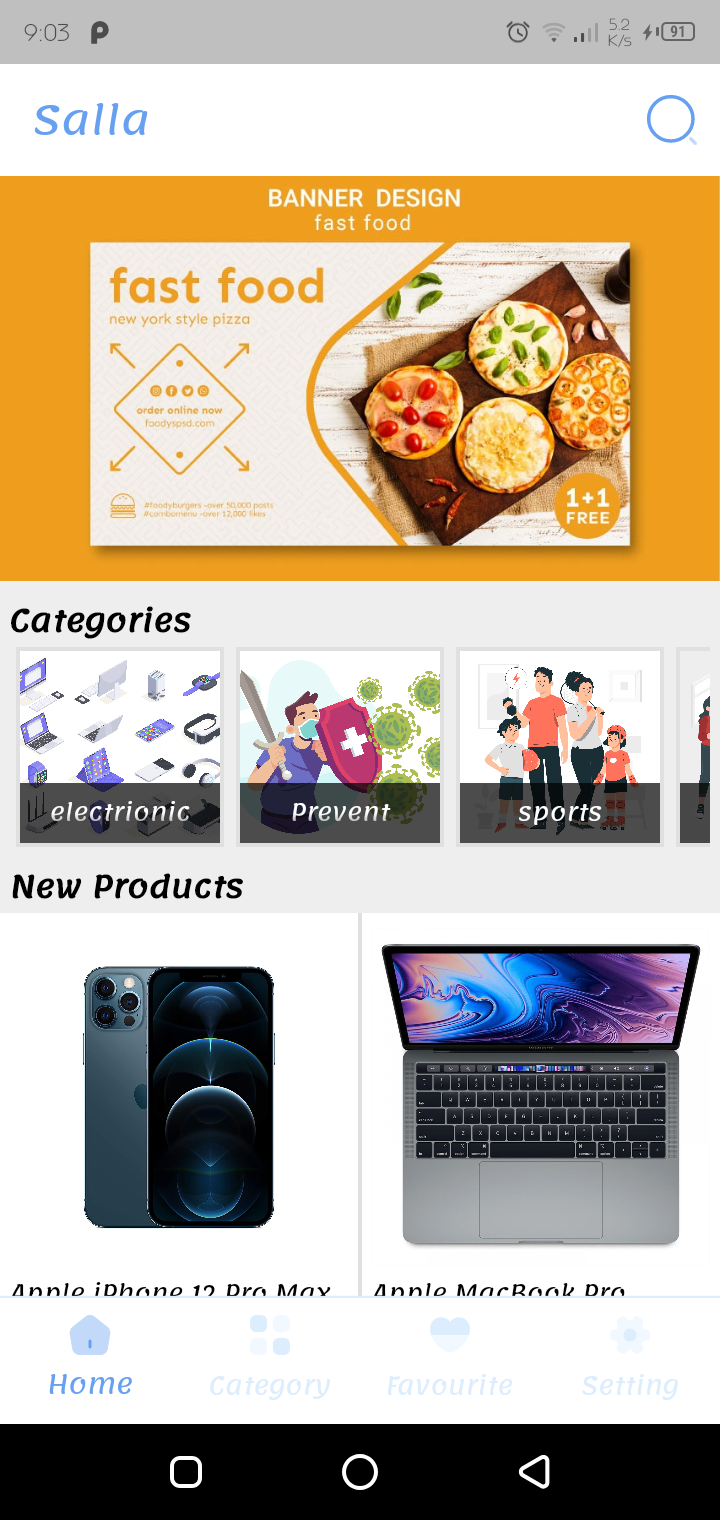 9:03
5.2
K/s
91
Salla
BANNER DESIGN
fast food
fast food
new york style pizza
order online now
foodyspsd.com
#foodyburgers -over 50,000 posts
#combomenu -over 12,000 likes
1+1
FREE
Categories
electrionic
Prevent
sports
New Products
Apple iPhone 12 Pro Max
Apple MacBook Pro
Home
Category
Favourite
Setting